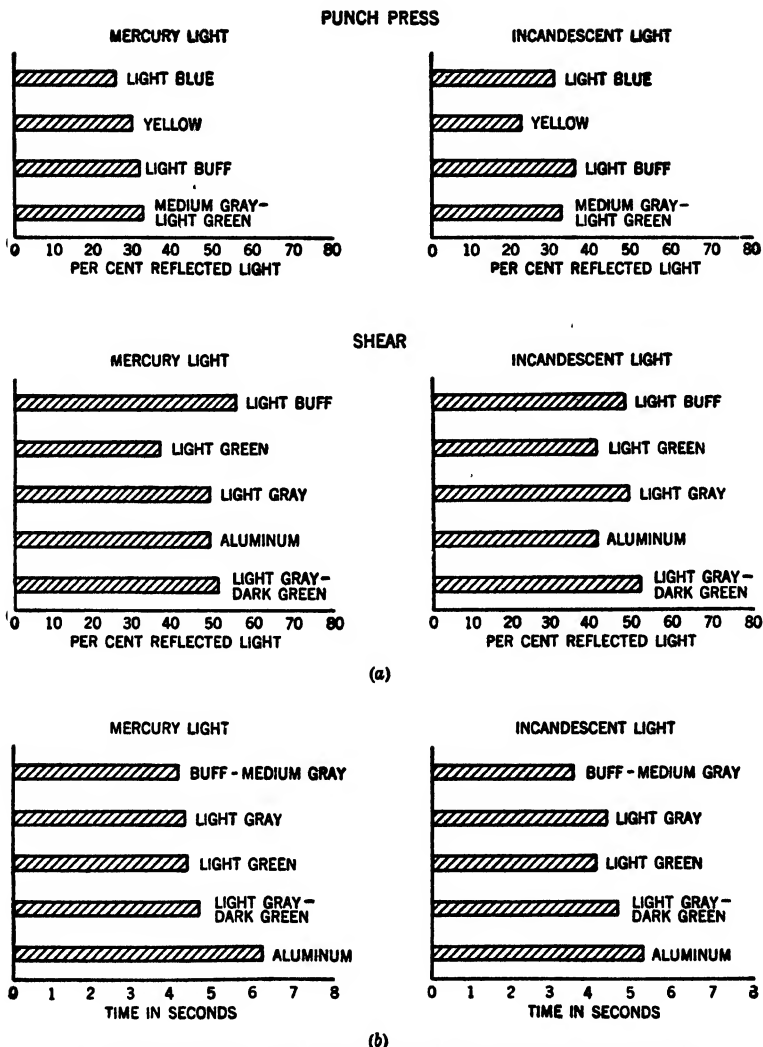 PUNCH PRESS
MERCURY LIGHT
LIGHT BLUE
YELLOW
LIGHT BUFF
MEDIUM GRAY-
LIGHT GREEN
0 10 20 30 40 50 60 70 80
PER CENT REFLECTED LIGHT
INCANDESCENT LIGHT
LIGHT BLUE
YELLOW
LIGHT BUFF
MEDIUM GRAY-
LIGHT GREEN
0 10 20 30 40 50 60 70 80
PER CENT REFLECTED LIGHT
SHEAR
MERCURY LIGHT
LIGHT BUFF
LIGHT GREEN
LIGHT GRAY
ALUMINUM
LIGHT GRAY-
DARK GREEN
0 10 20 30 40 50 60 70 80
PER CENT REFLECTED LIGHT
INCANDESCENT LIGHT
LIGHT BUFF
LIGHT GREEN
LIGHT GRAY
ALUMINUM
LIGHT GRAY-
DARK GREEN
0 10 20 30 40 50 60 70 80
PER CENT REFLECTED LIGHT
(a)
MERCURY LIGHT
BUFF-MEDIUM GRAY
LIGHT GRAY
LIGHT GREEN
LIGHT GRAY-
DARK GREEN
ALUMINUM
0 1 2 3 4 5 6 7 8
TIME IN SECONDS
INCANDESCENT LIGHT
BUFF-MEDIUM GRAY
LIGHT GRAY
LIGHT GREEN
LIGHT GRAY-
DARK GREEN
ALUMINUM
0 1 2 3 4 5 6 7 8
TIME IN SECONDS
(b)